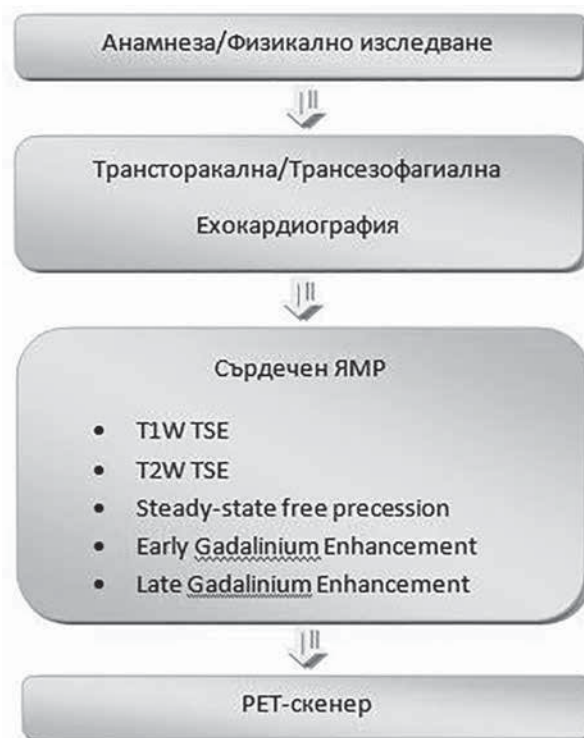 Анамнеза/Физикално изследване
Трансторакална/Трансезофагиална
Ехокардиография
Сърдечен ЯМР
• T1W TSE
• T2W TSE
• Steady-state free precession
• Early Gadalinium Enhancement
• Late Gadalinium Enhancement
PET-скенер